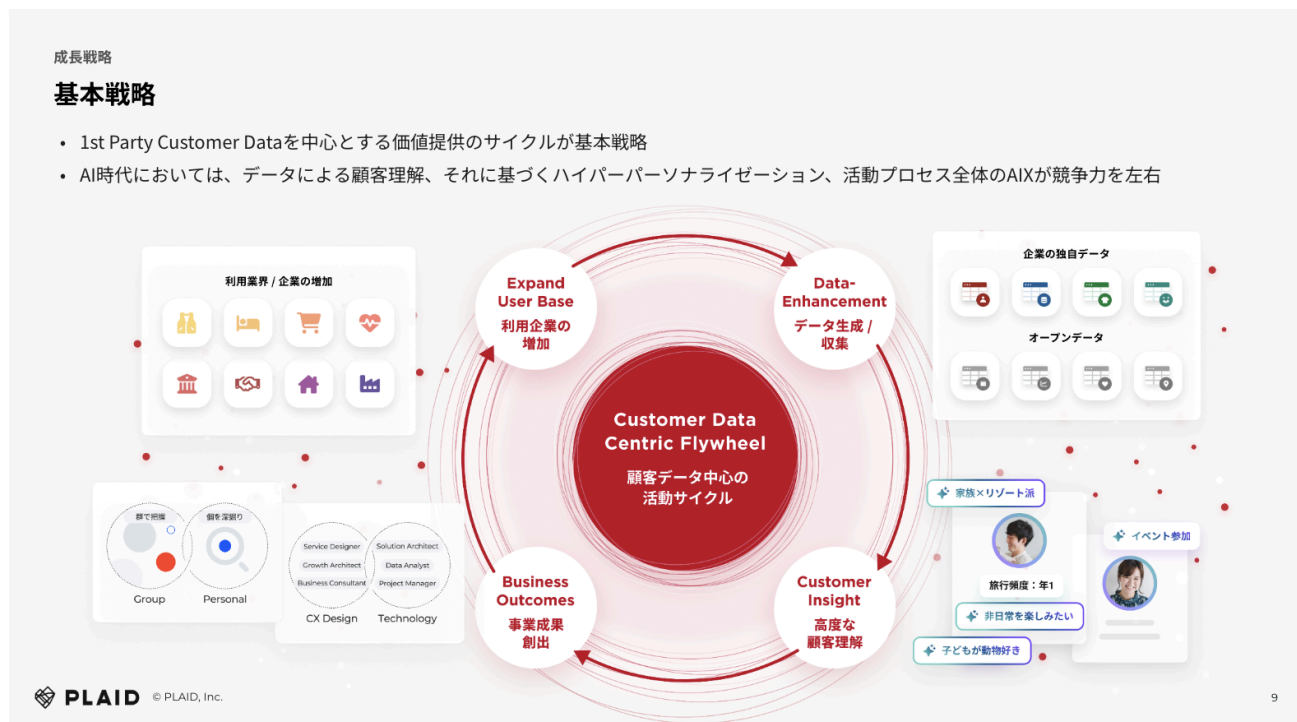 成長戦略
基本戦略
• 1st Party Customer Dataを中心とする価値提供のサイクルが基本戦略
• AI時代においては、データによる顧客理解、それに基づくハイパーパーソナライゼーション、活動プロセス全体のAIXが競争力を左右
利用業界 / 企業の増加
Expand
User Base
利用企業の
増加
Data-
Enhancement
データ生成 /
収集
企業の独自データ
オープンデータ
Customer Data
Centric Flywheel
顧客データ中心の
活動サイクル
群で把握
個を深掘り
Group
Personal
Service Designer
Growth Architect
Business Consultant
CX Design
Solution Architect
Data Analyst
Project Manager
Technology
Business
Outcomes
事業成果
創出
Customer
Insight
高度な
顧客理解
家族×リゾート派
旅行頻度：年1
非日常を楽しみたい
子どもが動物好き
イベント参加
PLAID
© PLAID, Inc.
9